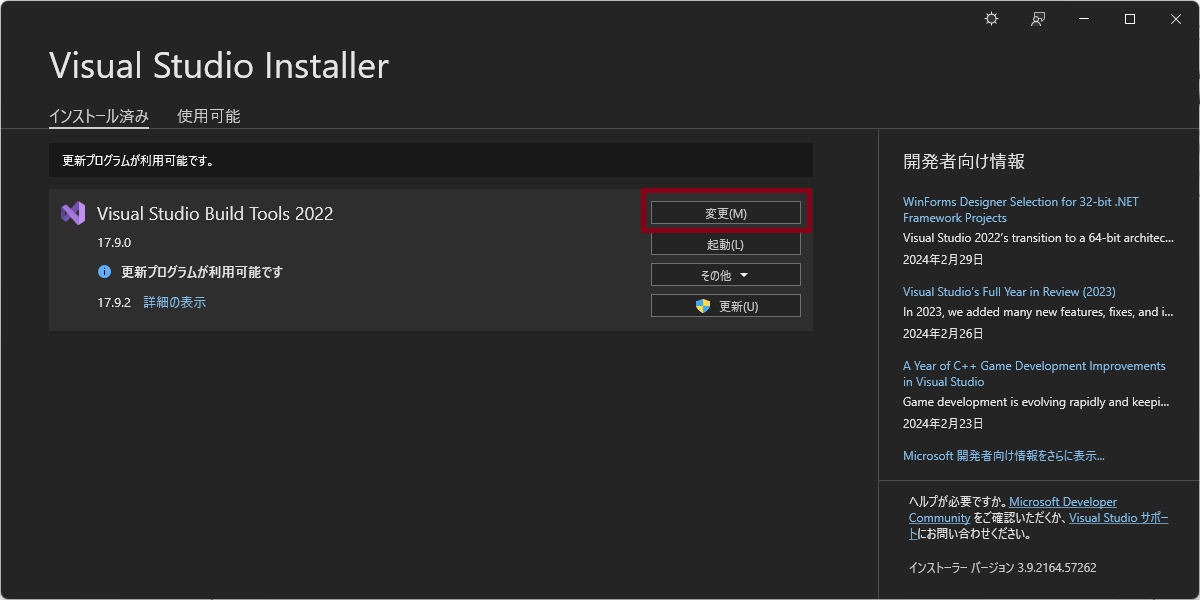 Visual Studio Installer
インストール済み
使用可能
更新プログラムが利用可能です。
Visual Studio Build Tools 2022
17.9.0
更新プログラムが利用可能です
17.9.2 詳細の表示
変更(M)
起動(L)
その他
更新(U)
開発者向け情報
WinForms Designer Selection for 32-bit .NET
Framework Projects
Visual Studio 2022's transition to a 64-bit architec...
2024年2月29日
Visual Studio's Full Year in Review (2023)
In 2023, we added many new features, fixes, and i...
2024年2月26日
A Year of C++ Game Development Improvements
in Visual Studio
Game development is evolving rapidly and keepi...
2024年2月23日
Microsoft 開発者向け情報をさらに表示...
ヘルプが必要ですか。Microsoft Developer
Community をご確認いただくか、Visual Studio サポー
トにお問い合わせください。
インストーラー バージョン 3.9.2164.57262